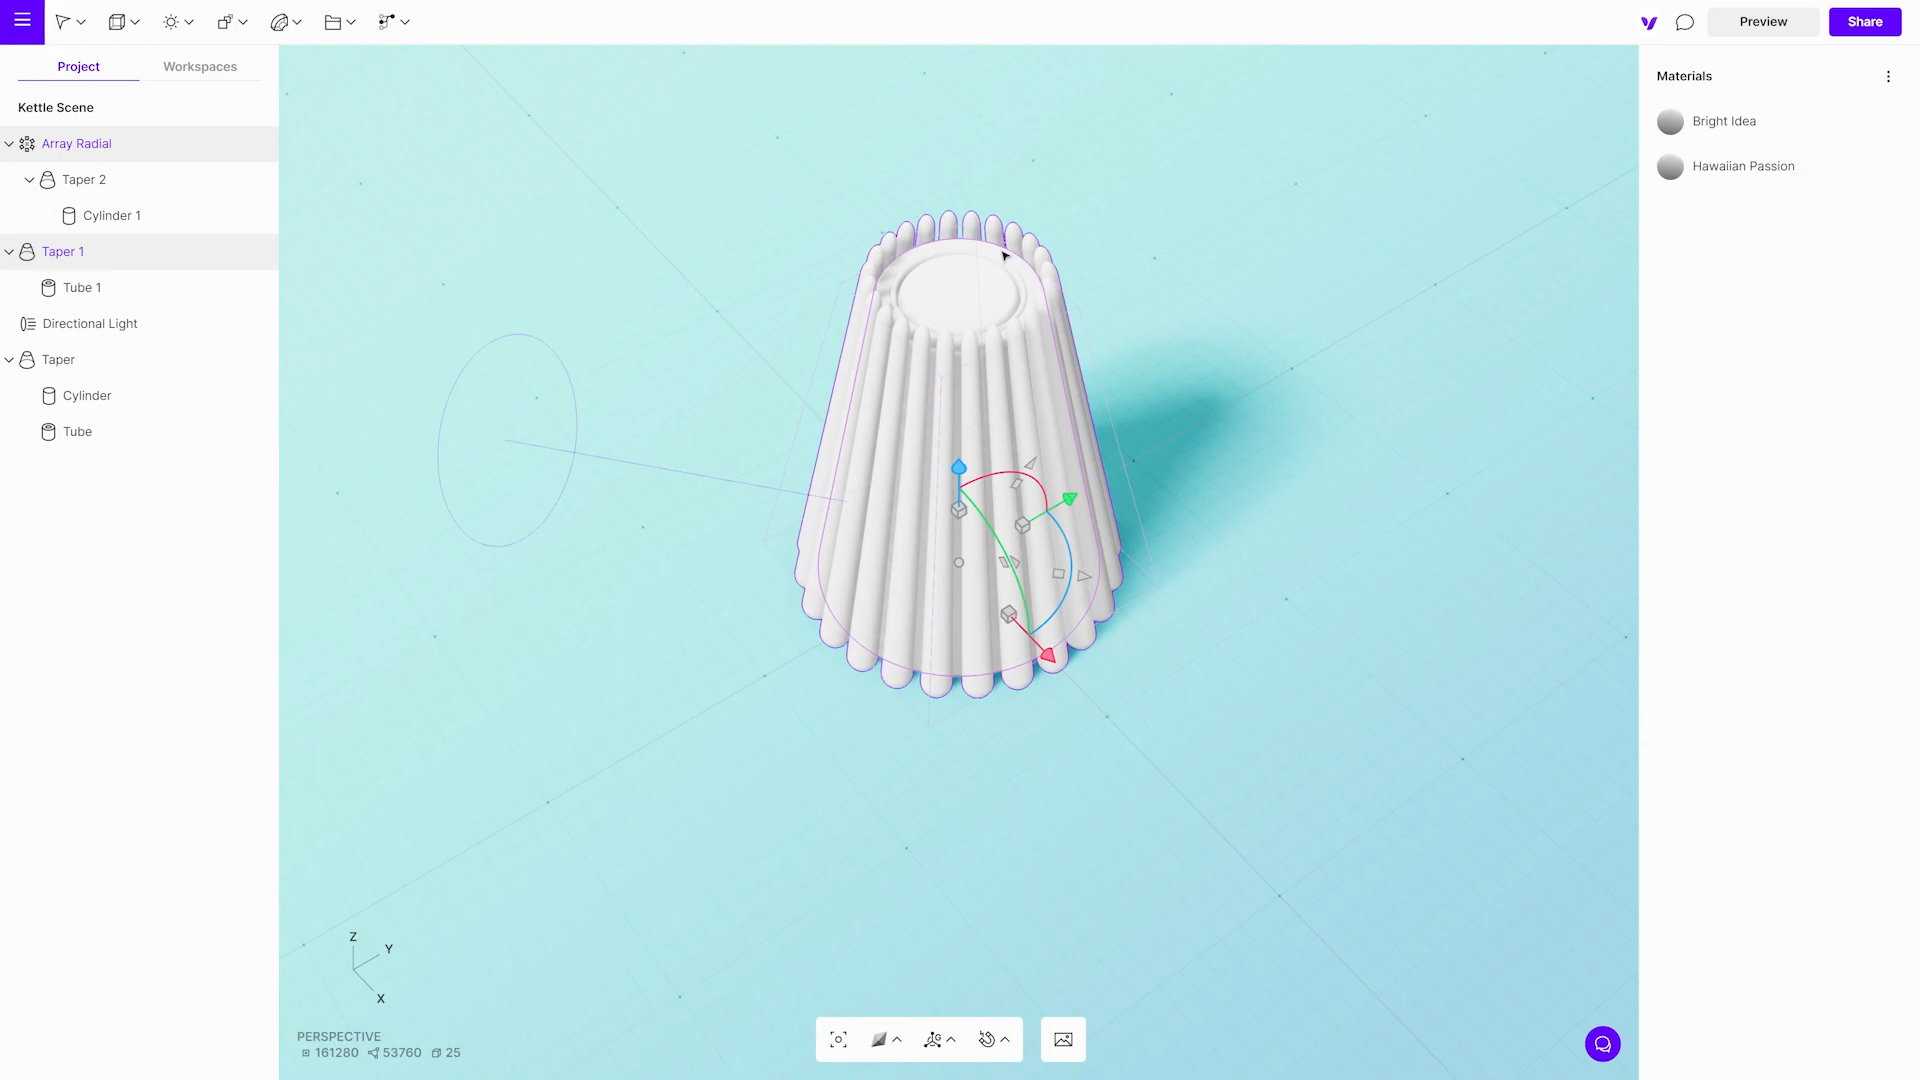 Preview
Share
Project
Workspaces
Kettle Scene
Array Radial
Taper 2
Cylinder 1
Taper 1
Tube 1
Directional Light
Taper
Cylinder
Tube
Materials
Bright Idea
Hawaiian Passion
Z
Y
X
PERSPECTIVE
161280 53760 25